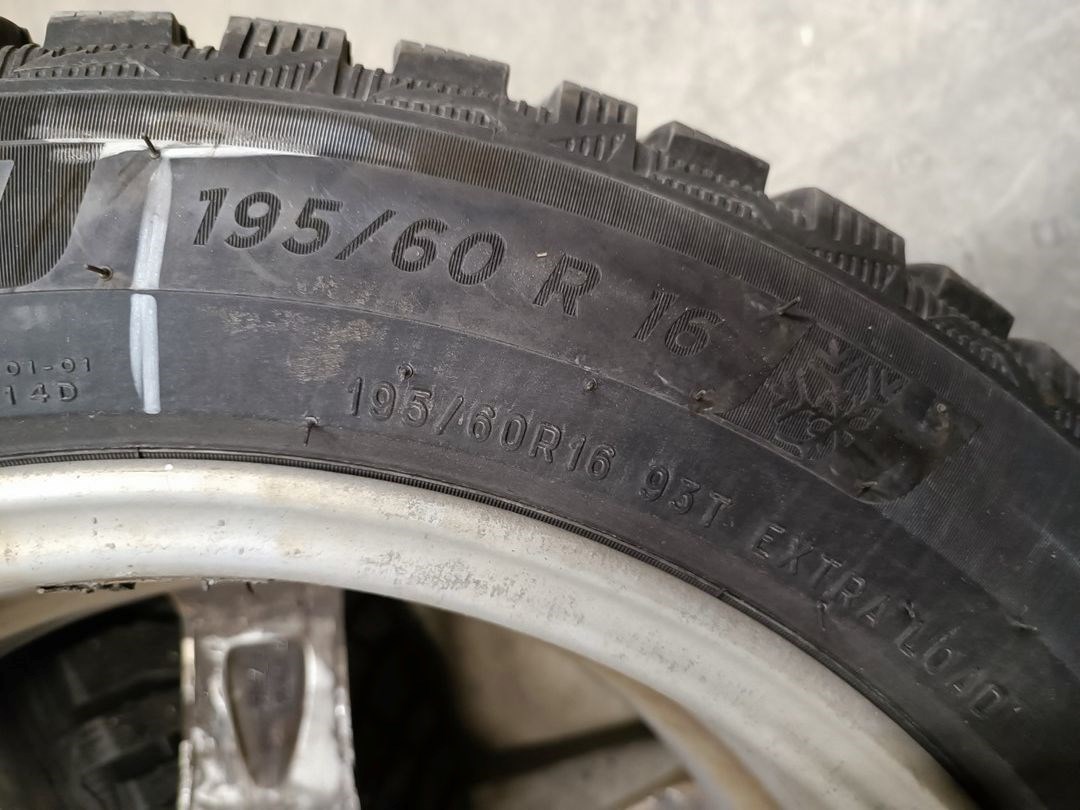 195/60 R 16
01-01
14D
195/60R16 93T EXTRA LOAD